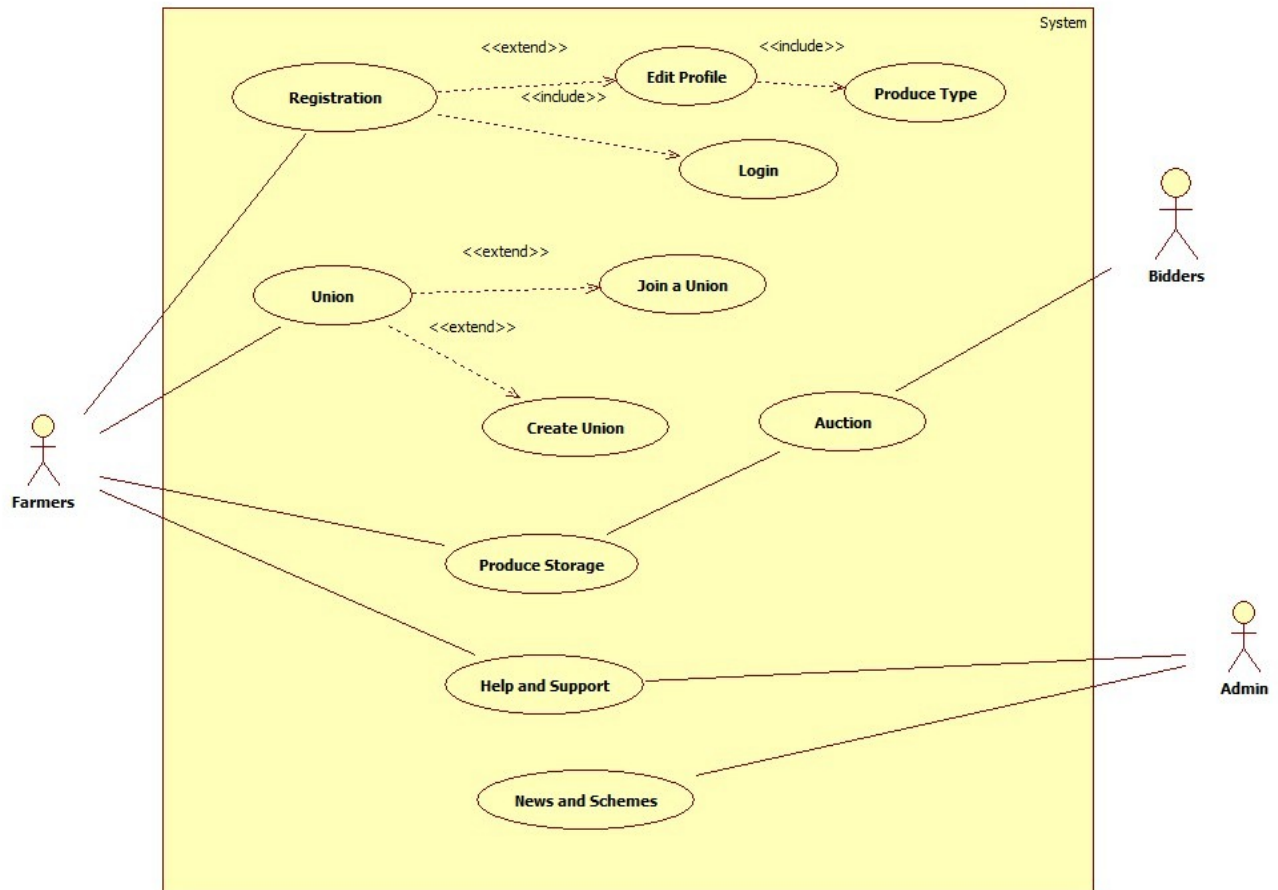 System
<<extend>>
<<include>>
Edit Profile
Registration
<<include>>
Produce Type
Login
<<extend>>
Bidders
Union
Join a Union
<<extend>>
Create Union
Auction
Farmers
Produce Storage
Help and Support
Admin
News and Schemes